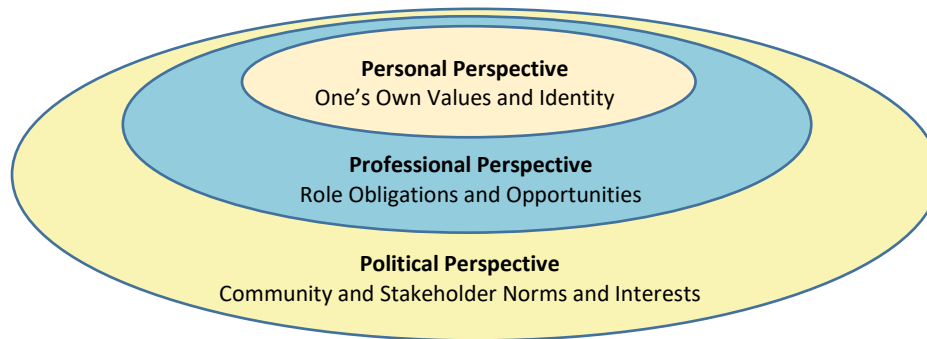 Personal Perspective
One's Own Values and Identity
Professional Perspective
Role Obligations and Opportunities
Political Perspective
Community and Stakeholder Norms and Interests